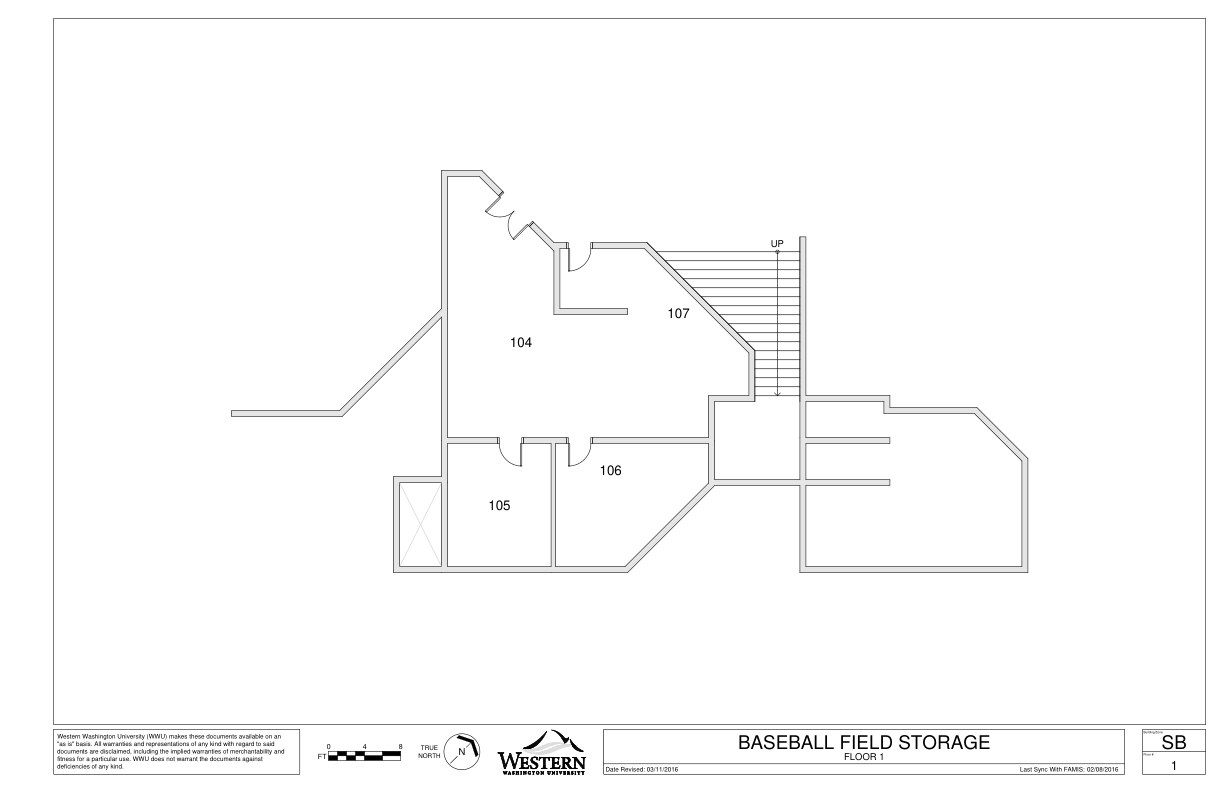 UP
107
104
106
105
Western Washington University (WWU) makes these documents available on an
"as is" basis. All warranties and representations of any kind with regard to said
documents are disclaimed, including the implied warranties of merchantability and
fitness for a particular use. WWU does not warrant the documents against
deficiencies of any kind.
0 4 8
FT
TRUE
NORTH
N
WESTERN
WASHINGTON UNIVERSITY
BASEBALL FIELD STORAGE
FLOOR 1
Date Revised: 03/11/2016
Last Sync With FAMIS: 02/08/2016
SB
Floor #
1